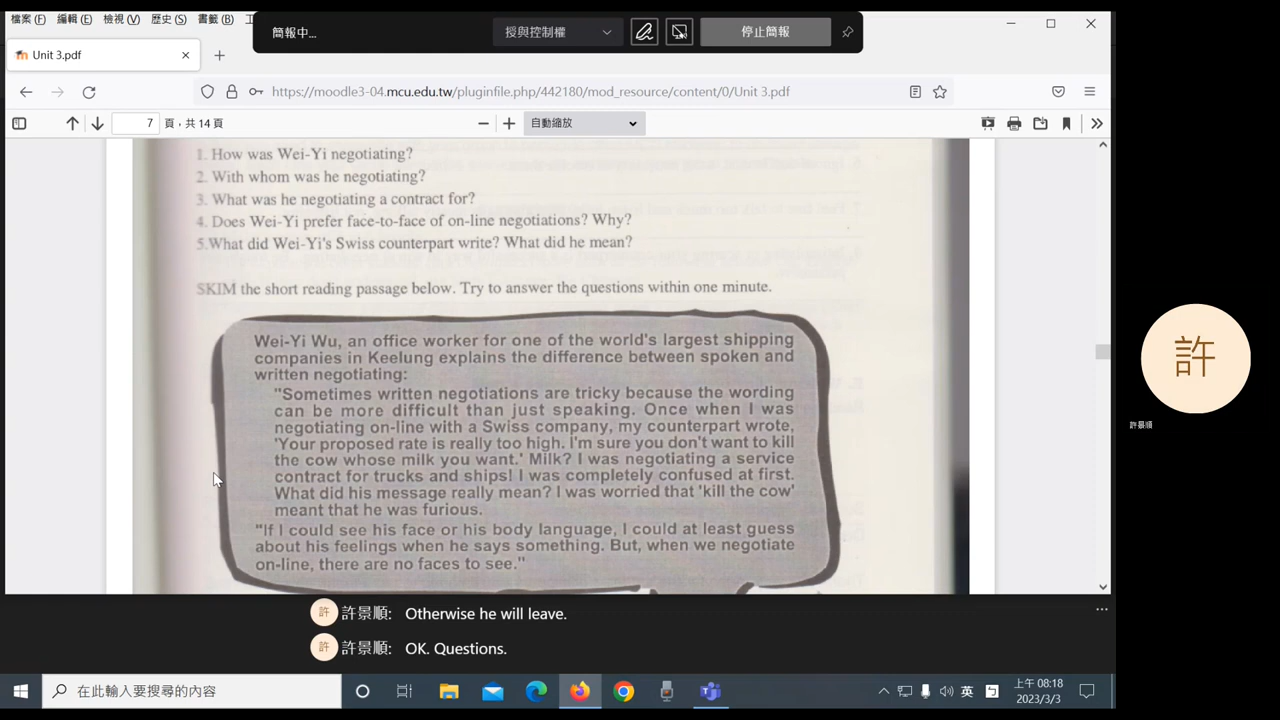 檔案 (F) 編輯 (E) 檢視 (V) 歷史 (S) 書籤 (B)
簡報中...
授與控制權
停止簡報
Unit 3.pdf
https://moodle3-04.mcu.edu.tw/pluginfile.php/442180/mod_resource/content/0/Unit 3.pdf
7 頁，共 14 頁
自動縮放
1. How was Wei-Yi negotiating?
2. With whom was he negotiating?
3. What was he negotiating a contract for?
4. Does Wei-Yi prefer face-to-face of on-line negotiations? Why?
5.What did Wei-Yi's Swiss counterpart write? What did he mean?
SKIM the short reading passage below. Try to answer the questions within one minute.
Wei-Yi Wu, an office worker for one of the world's largest shipping
companies in Keelung explains the difference between spoken and
written negotiating:
"Sometimes written negotiations are tricky because the wording
can be more difficult than just speaking. Once when I was
negotiating on-line with a Swiss company, my counterpart wrote,
'Your proposed rate is really too high. I'm sure you don't want to kill
the cow whose milk you want.' Milk? I was negotiating a service
contract for trucks and ships! I was completely confused at first.
What did his message really mean? I was worried that 'kill the cow'
meant that he was furious.
"If I could see his face or his body language, I could at least guess
about his feelings when he says something. But, when we negotiate
on-line, there are no faces to see."
許
許景順
許 許景順: Otherwise he will leave.
許 許景順: OK. Questions.
在此輸入要搜尋的內容
英
上午 08:18
2023/3/3